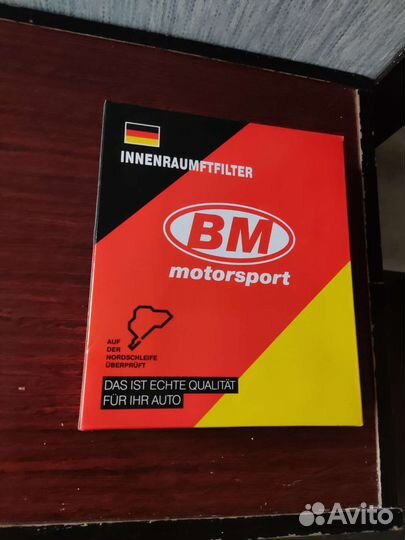 INNENRAUMFTFILTER
BM
motorsport
AUF
DER
NORDSCHLEIFE
ÜBERPRÜFT
DAS IST ECHTE QUALITÄT
FÜR IHR AUTO
Avito